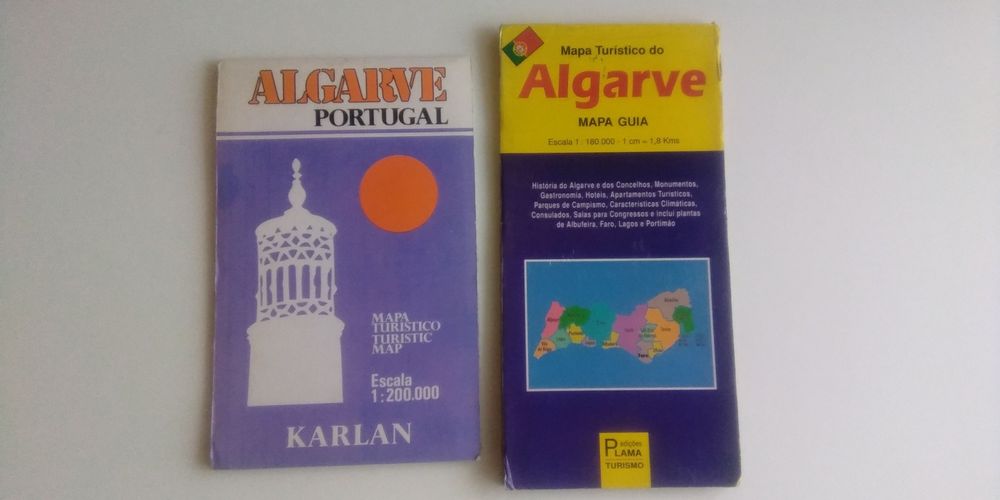 ALGARVE
PORTUGAL
MAPA
TURISTICO
TURISTIC
MAP
Escala
1:200.000
KARLAN
Mapa Turístico do
Algarve
MAPA GUIA
Escala 1: 180.000 - 1 cm = 1,8 Kms
História do Algarve e dos Concelhos, Monumentos,
Gastronomia, Hoteis, Apartamentos Turísticos,
Parques de Campismo, Características Climáticas,
Consulados, Salas para Congressos e inclui plantas
de Albufeira, Faro, Lagos e Portimão
Faro
edições
PLAMA
TURISMO